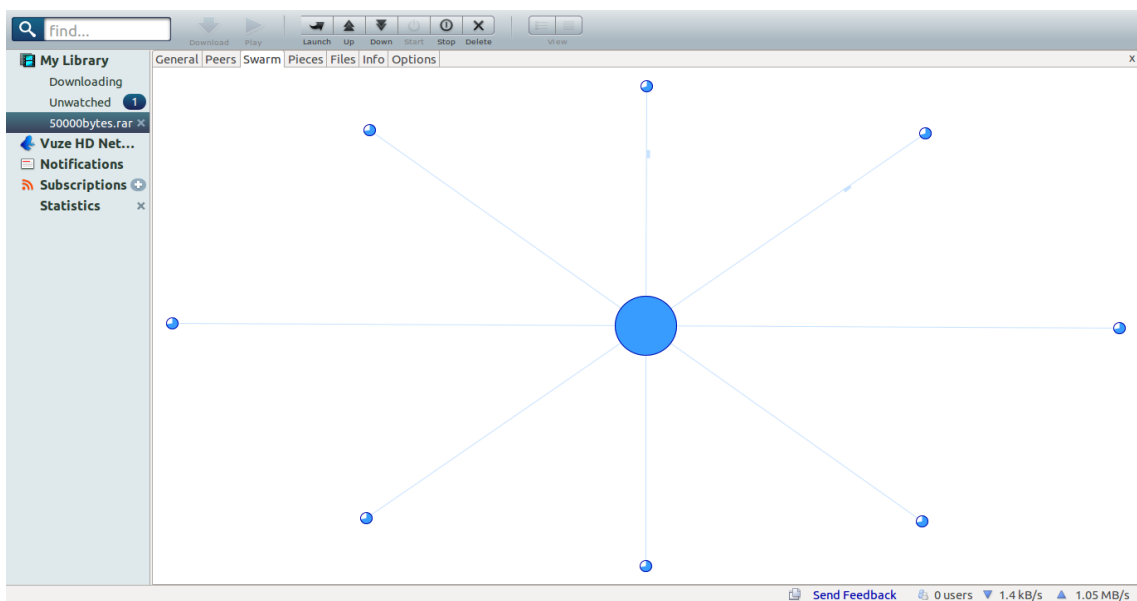 find...
Download Play Launch Up Down Start Stop Delete View
My Library
Downloading
Unwatched 1
50000bytes.rar ×
Vuze HD Net...
Notifications
Subscriptions
Statistics ×
General Peers Swarm Pieces Files Info Options x
Send Feedback 0 users 1.4 kB/s 1.05 MB/s